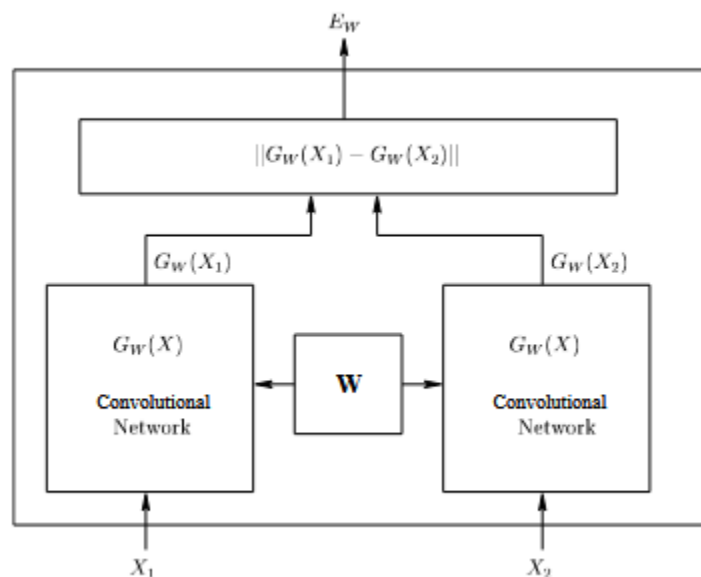 E_W
||G_W(X_1) − G_W(X_2)||
G_W(X_1)
G_W(X_2)
G_W(X)
Convolutional
Network
W
G_W(X)
Convolutional
Network
X_1
X_2